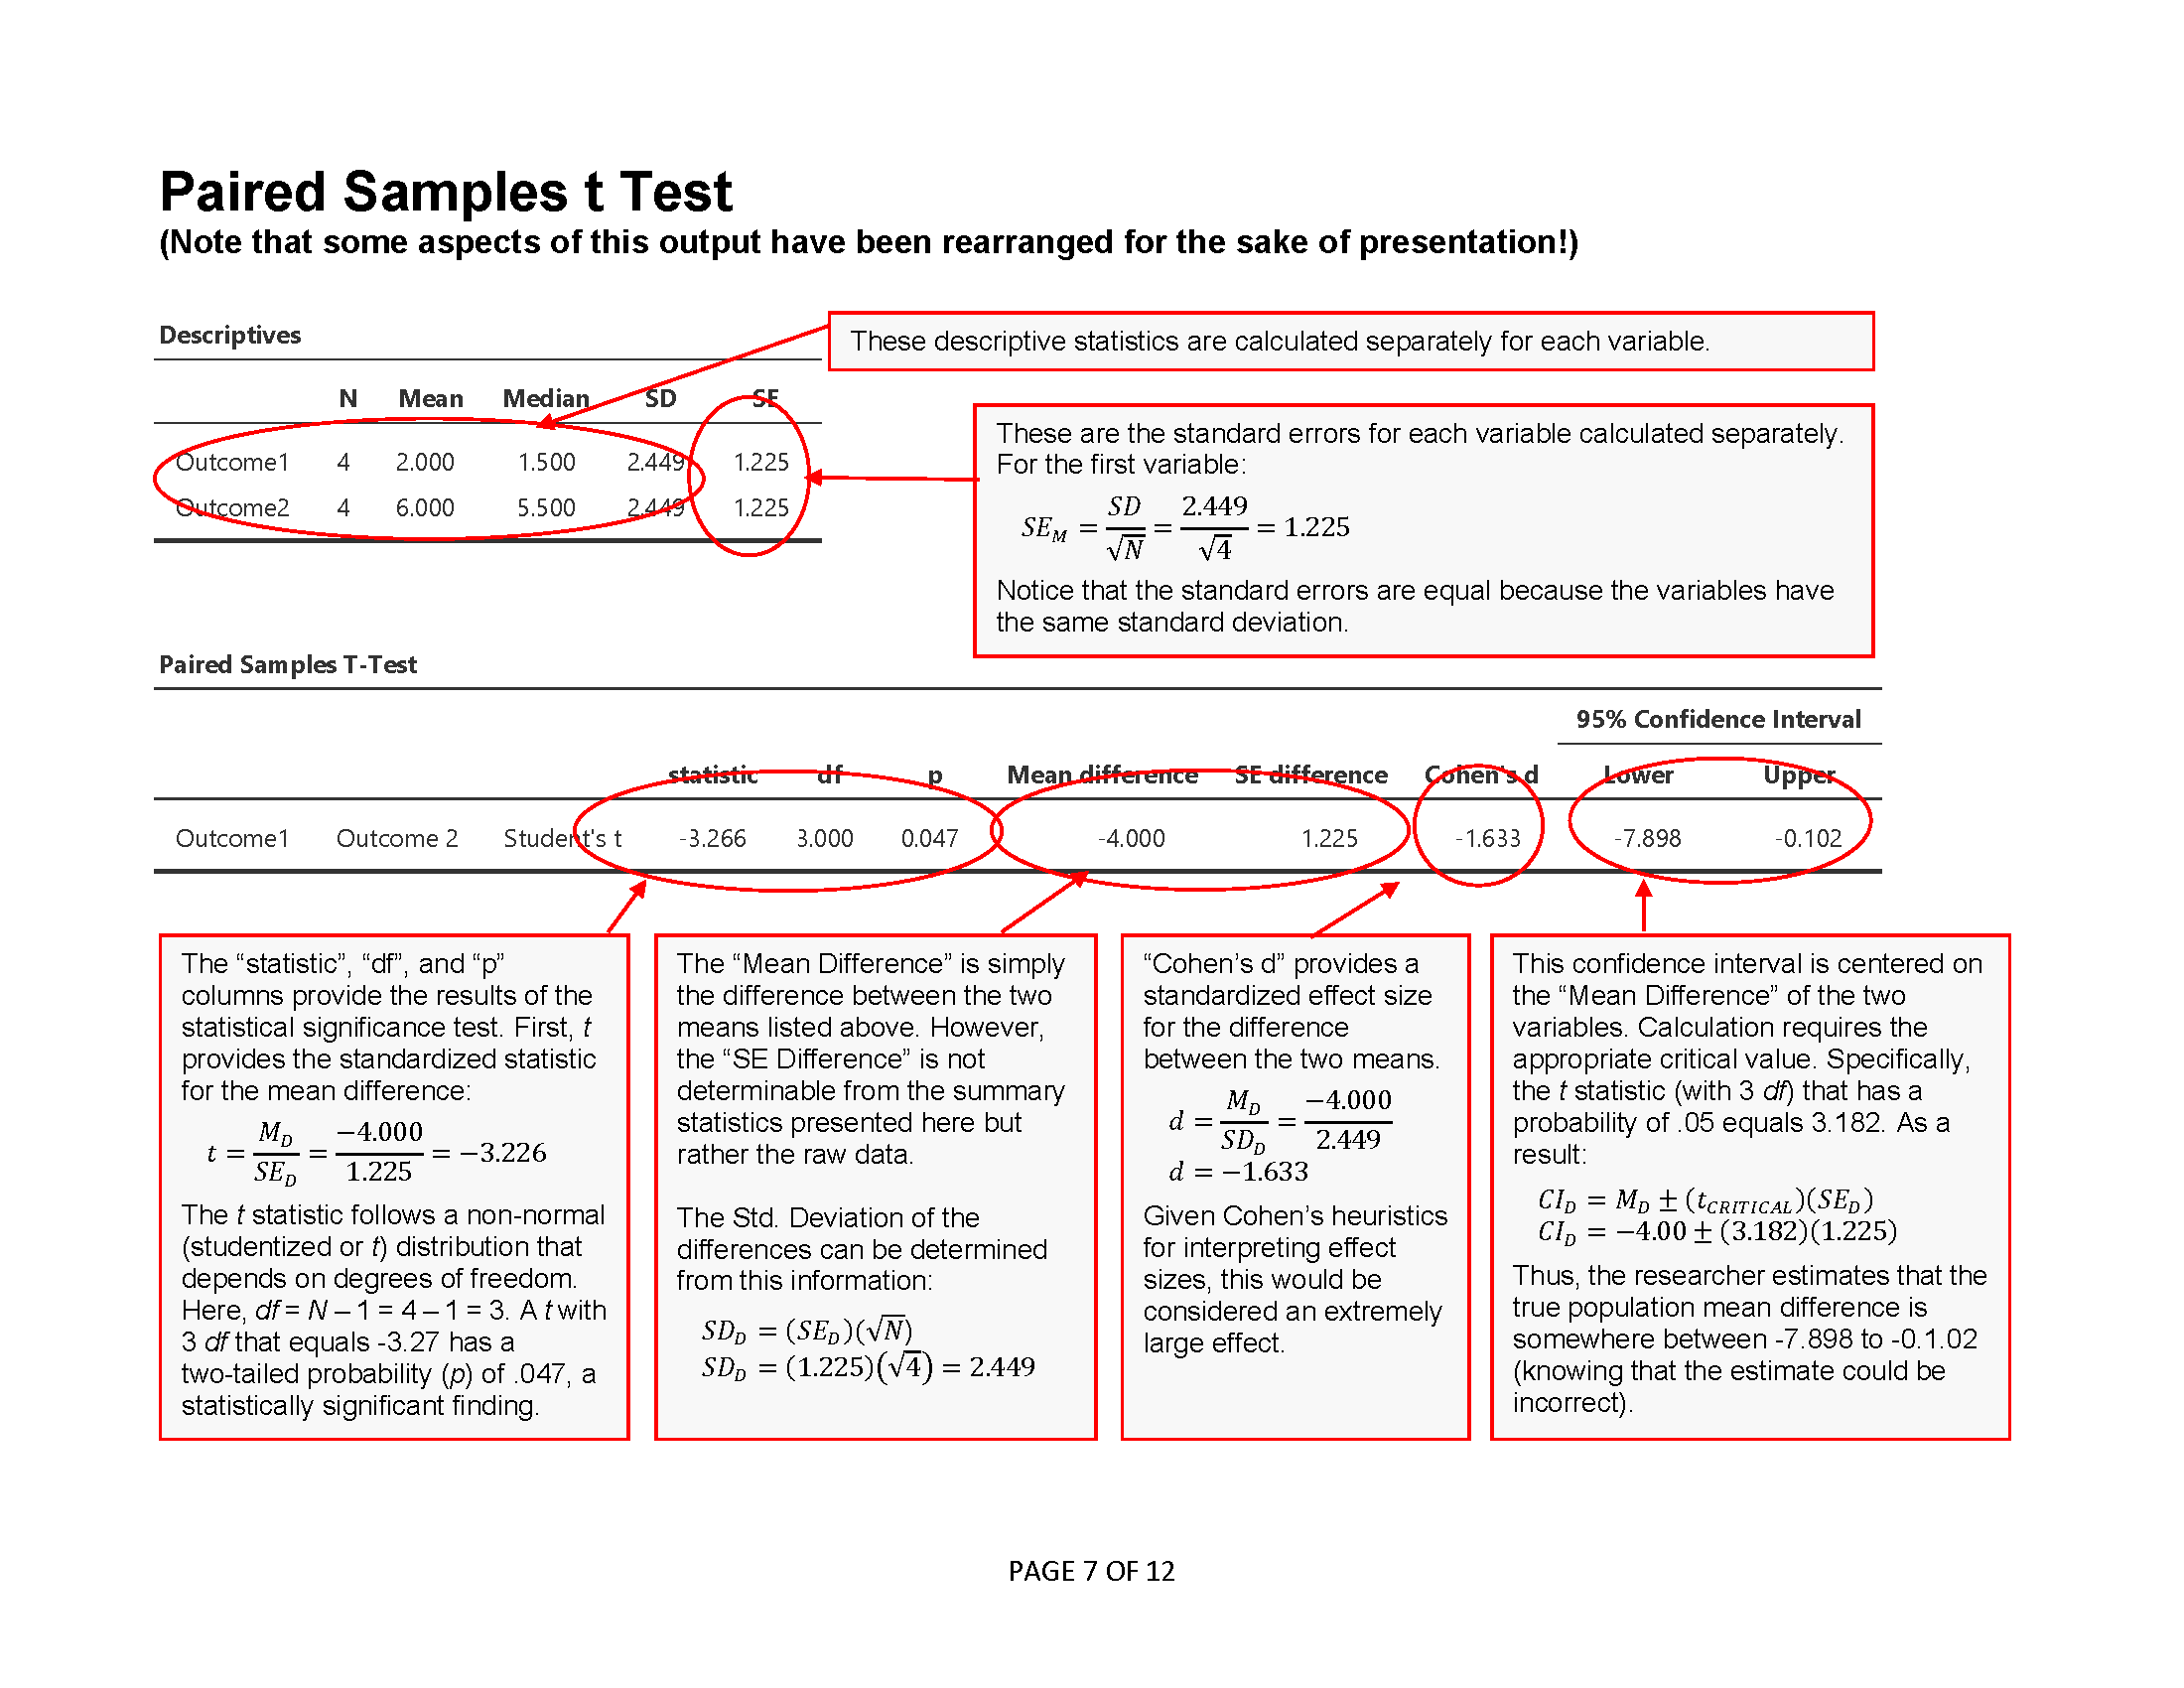 Paired Samples t Test
(Note that some aspects of this output have been rearranged for the sake of presentation!)
Descriptives
N Mean Median SD SE
Outcome1 4 2.000 1.500 2.449 1.225
Outcome2 4 6.000 5.500 2.449 1.225
These descriptive statistics are calculated separately for each variable.
These are the standard errors for each variable calculated separately.
For the first variable:
SE_M = SD/√N = 2.449/√4 = 1.225
Notice that the standard errors are equal because the variables have
the same standard deviation.
Paired Samples T-Test
95% Confidence Interval
statistic df p Mean difference SE difference Cohen's d Lower Upper
Outcome1 Outcome 2 Student's t -3.266 3.000 0.047 -4.000 1.225 -1.633 -7.898 -0.102
The “statistic”, “df”, and “p”
columns provide the results of the
statistical significance test. First, t
provides the standardized statistic
for the mean difference:
t = M_D/SE_D = −4.000/1.225 = −3.226
The t statistic follows a non-normal
(studentized or t) distribution that
depends on degrees of freedom.
Here, df = N – 1 = 4 – 1 = 3. A t with
3 df that equals -3.27 has a
two-tailed probability (p) of .047, a
statistically significant finding.
The “Mean Difference” is simply
the difference between the two
means listed above. However,
the “SE Difference” is not
determinable from the summary
statistics presented here but
rather the raw data.
The Std. Deviation of the
differences can be determined
from this information:
SD_D = (SE_D)(√N)
SD_D = (1.225)(√4) = 2.449
“Cohen’s d” provides a
standardized effect size
for the difference
between the two means.
d = M_D/SD_D = −4.000/2.449
d = −1.633
Given Cohen’s heuristics
for interpreting effect
sizes, this would be
considered an extremely
large effect.
This confidence interval is centered on
the “Mean Difference” of the two
variables. Calculation requires the
appropriate critical value. Specifically,
the t statistic (with 3 df) that has a
probability of .05 equals 3.182. As a
result:
CI_D = M_D ± (t_CRITICAL)(SE_D)
CI_D = −4.00 ± (3.182)(1.225)
Thus, the researcher estimates that the
true population mean difference is
somewhere between -7.898 to -0.1.02
(knowing that the estimate could be
incorrect).
PAGE 7 OF 12